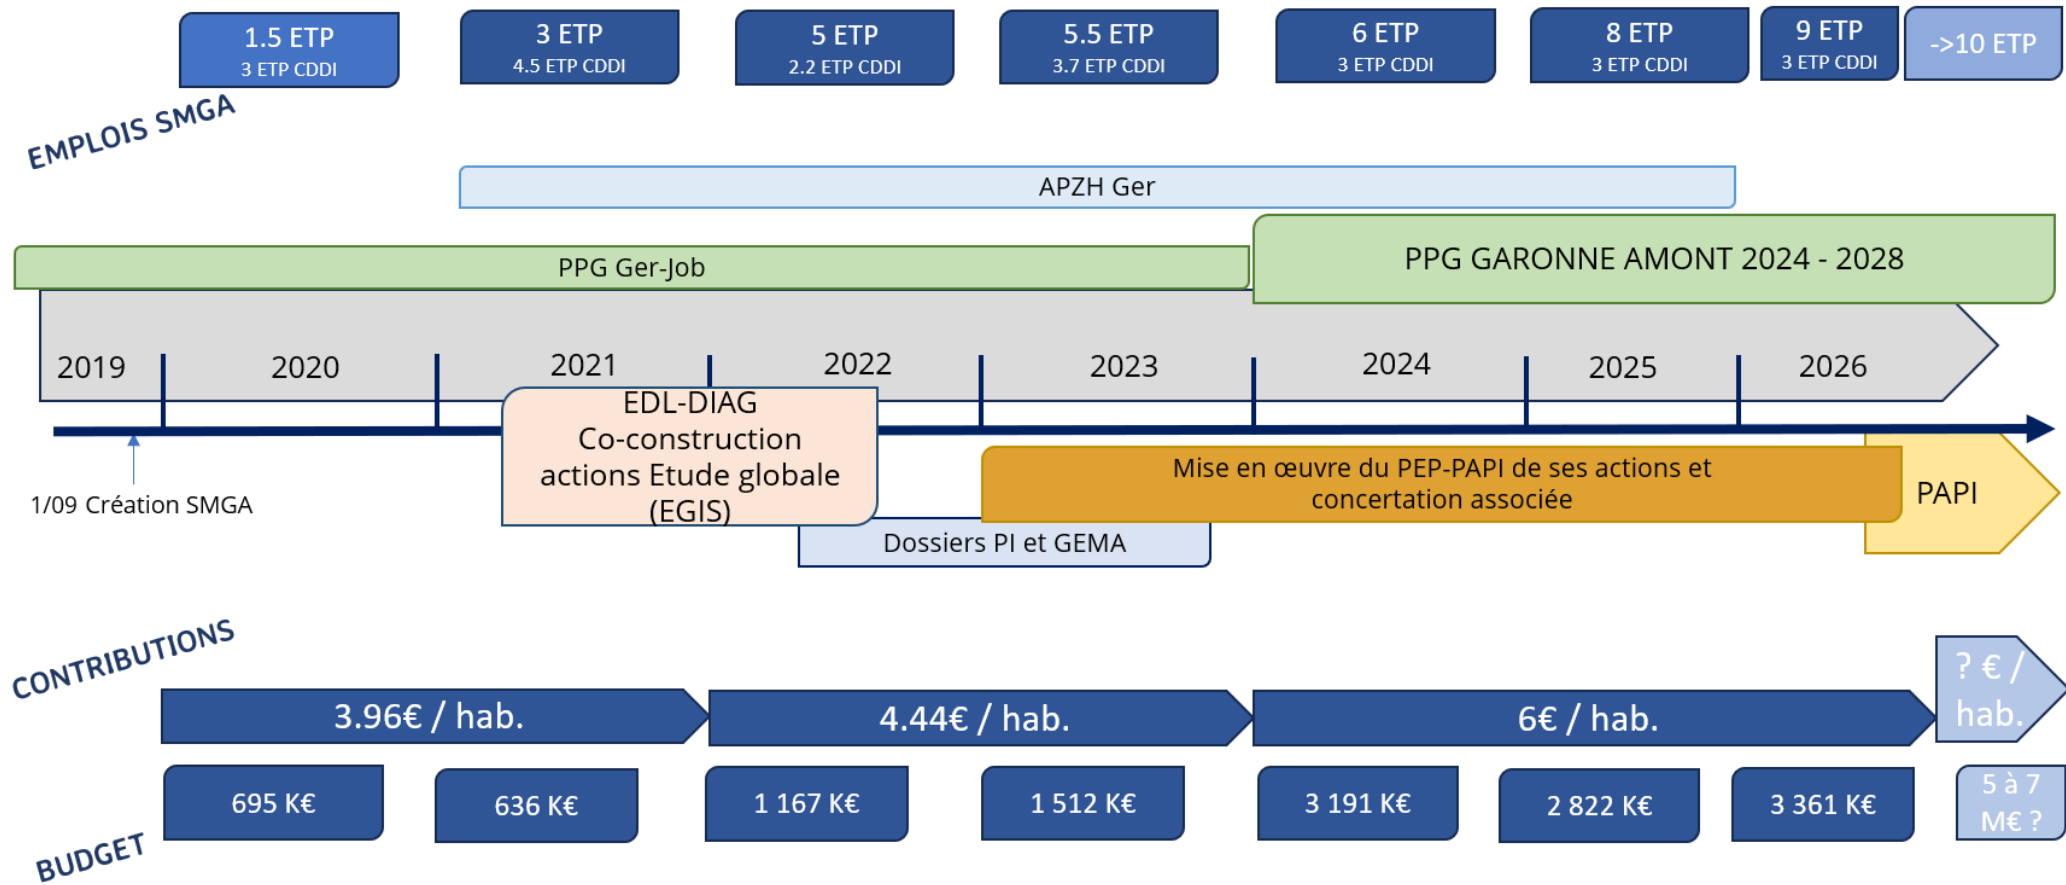 1.5 ETP
3 ETP CDDI
3 ETP
4.5 ETP CDDI
5 ETP
2.2 ETP CDDI
5.5 ETP
3.7 ETP CDDI
6 ETP
3 ETP CDDI
8 ETP
3 ETP CDDI
9 ETP
3 ETP CDDI
->10 ETP
EMPLOIS SMGA
APZH Ger
PPG Ger-Job
PPG GARONNE AMONT 2024 - 2028
2019
2020
2021
2022
2023
2024
2025
2026
EDL-DIAG
Co-construction
actions Etude globale
(EGIS)
1/09 Création SMGA
Mise en œuvre du PEP-PAPI de ses actions et
concertation associée
PAPI
Dossiers PI et GEMA
CONTRIBUTIONS
3.96€ / hab.
4.44€ / hab.
6€ / hab.
? € /
hab.
695 K€
636 K€
1 167 K€
1 512 K€
3 191 K€
2 822 K€
3 361 K€
5 à 7
M€ ?
BUDGET